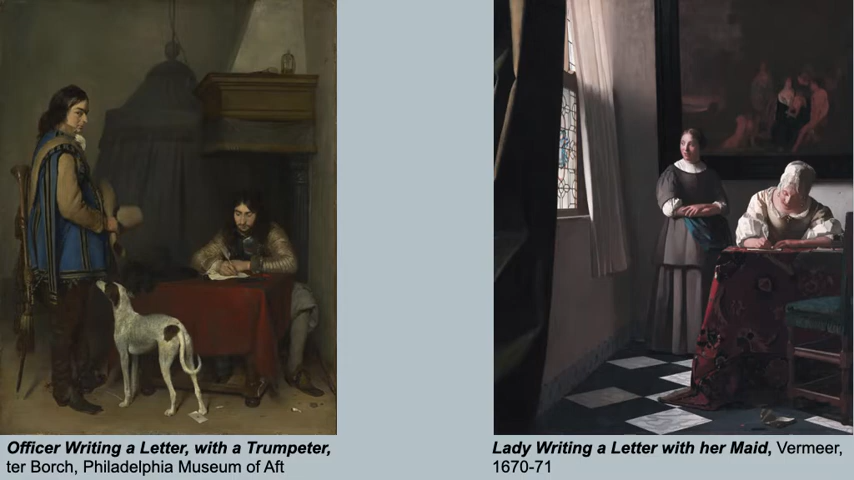 Officer Writing a Letter, with a Trumpeter,
ter Borch, Philadelphia Museum of Aft
Lady Writing a Letter with her Maid, Vermeer,
1670-71